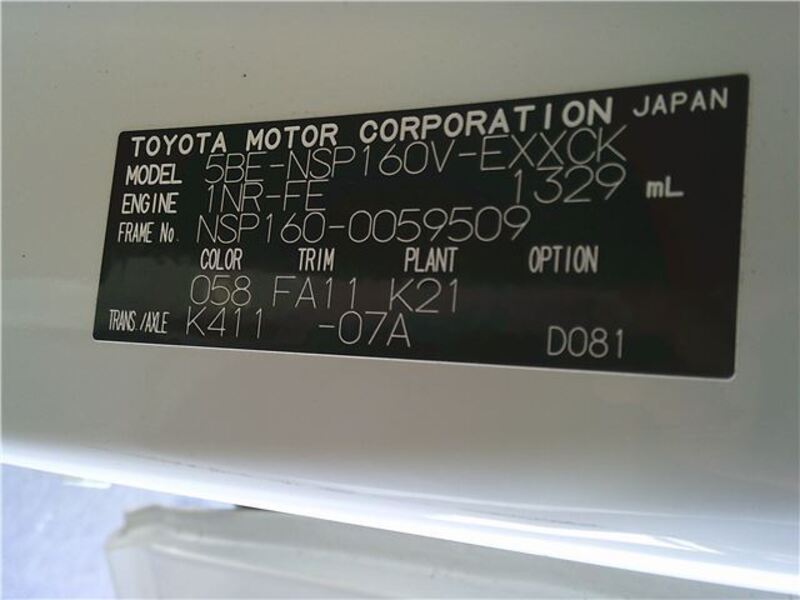 TOYOTA MOTOR CORPORATION JAPAN
MODEL 5BE-NSP160V-EXXCK
ENGINE 1NR-FE 1329 mL
FRAME No. NSP160-0059509
COLOR TRIM PLANT OPTION
058 FA11 K21
TRANS./AXLE K411 -07A D081